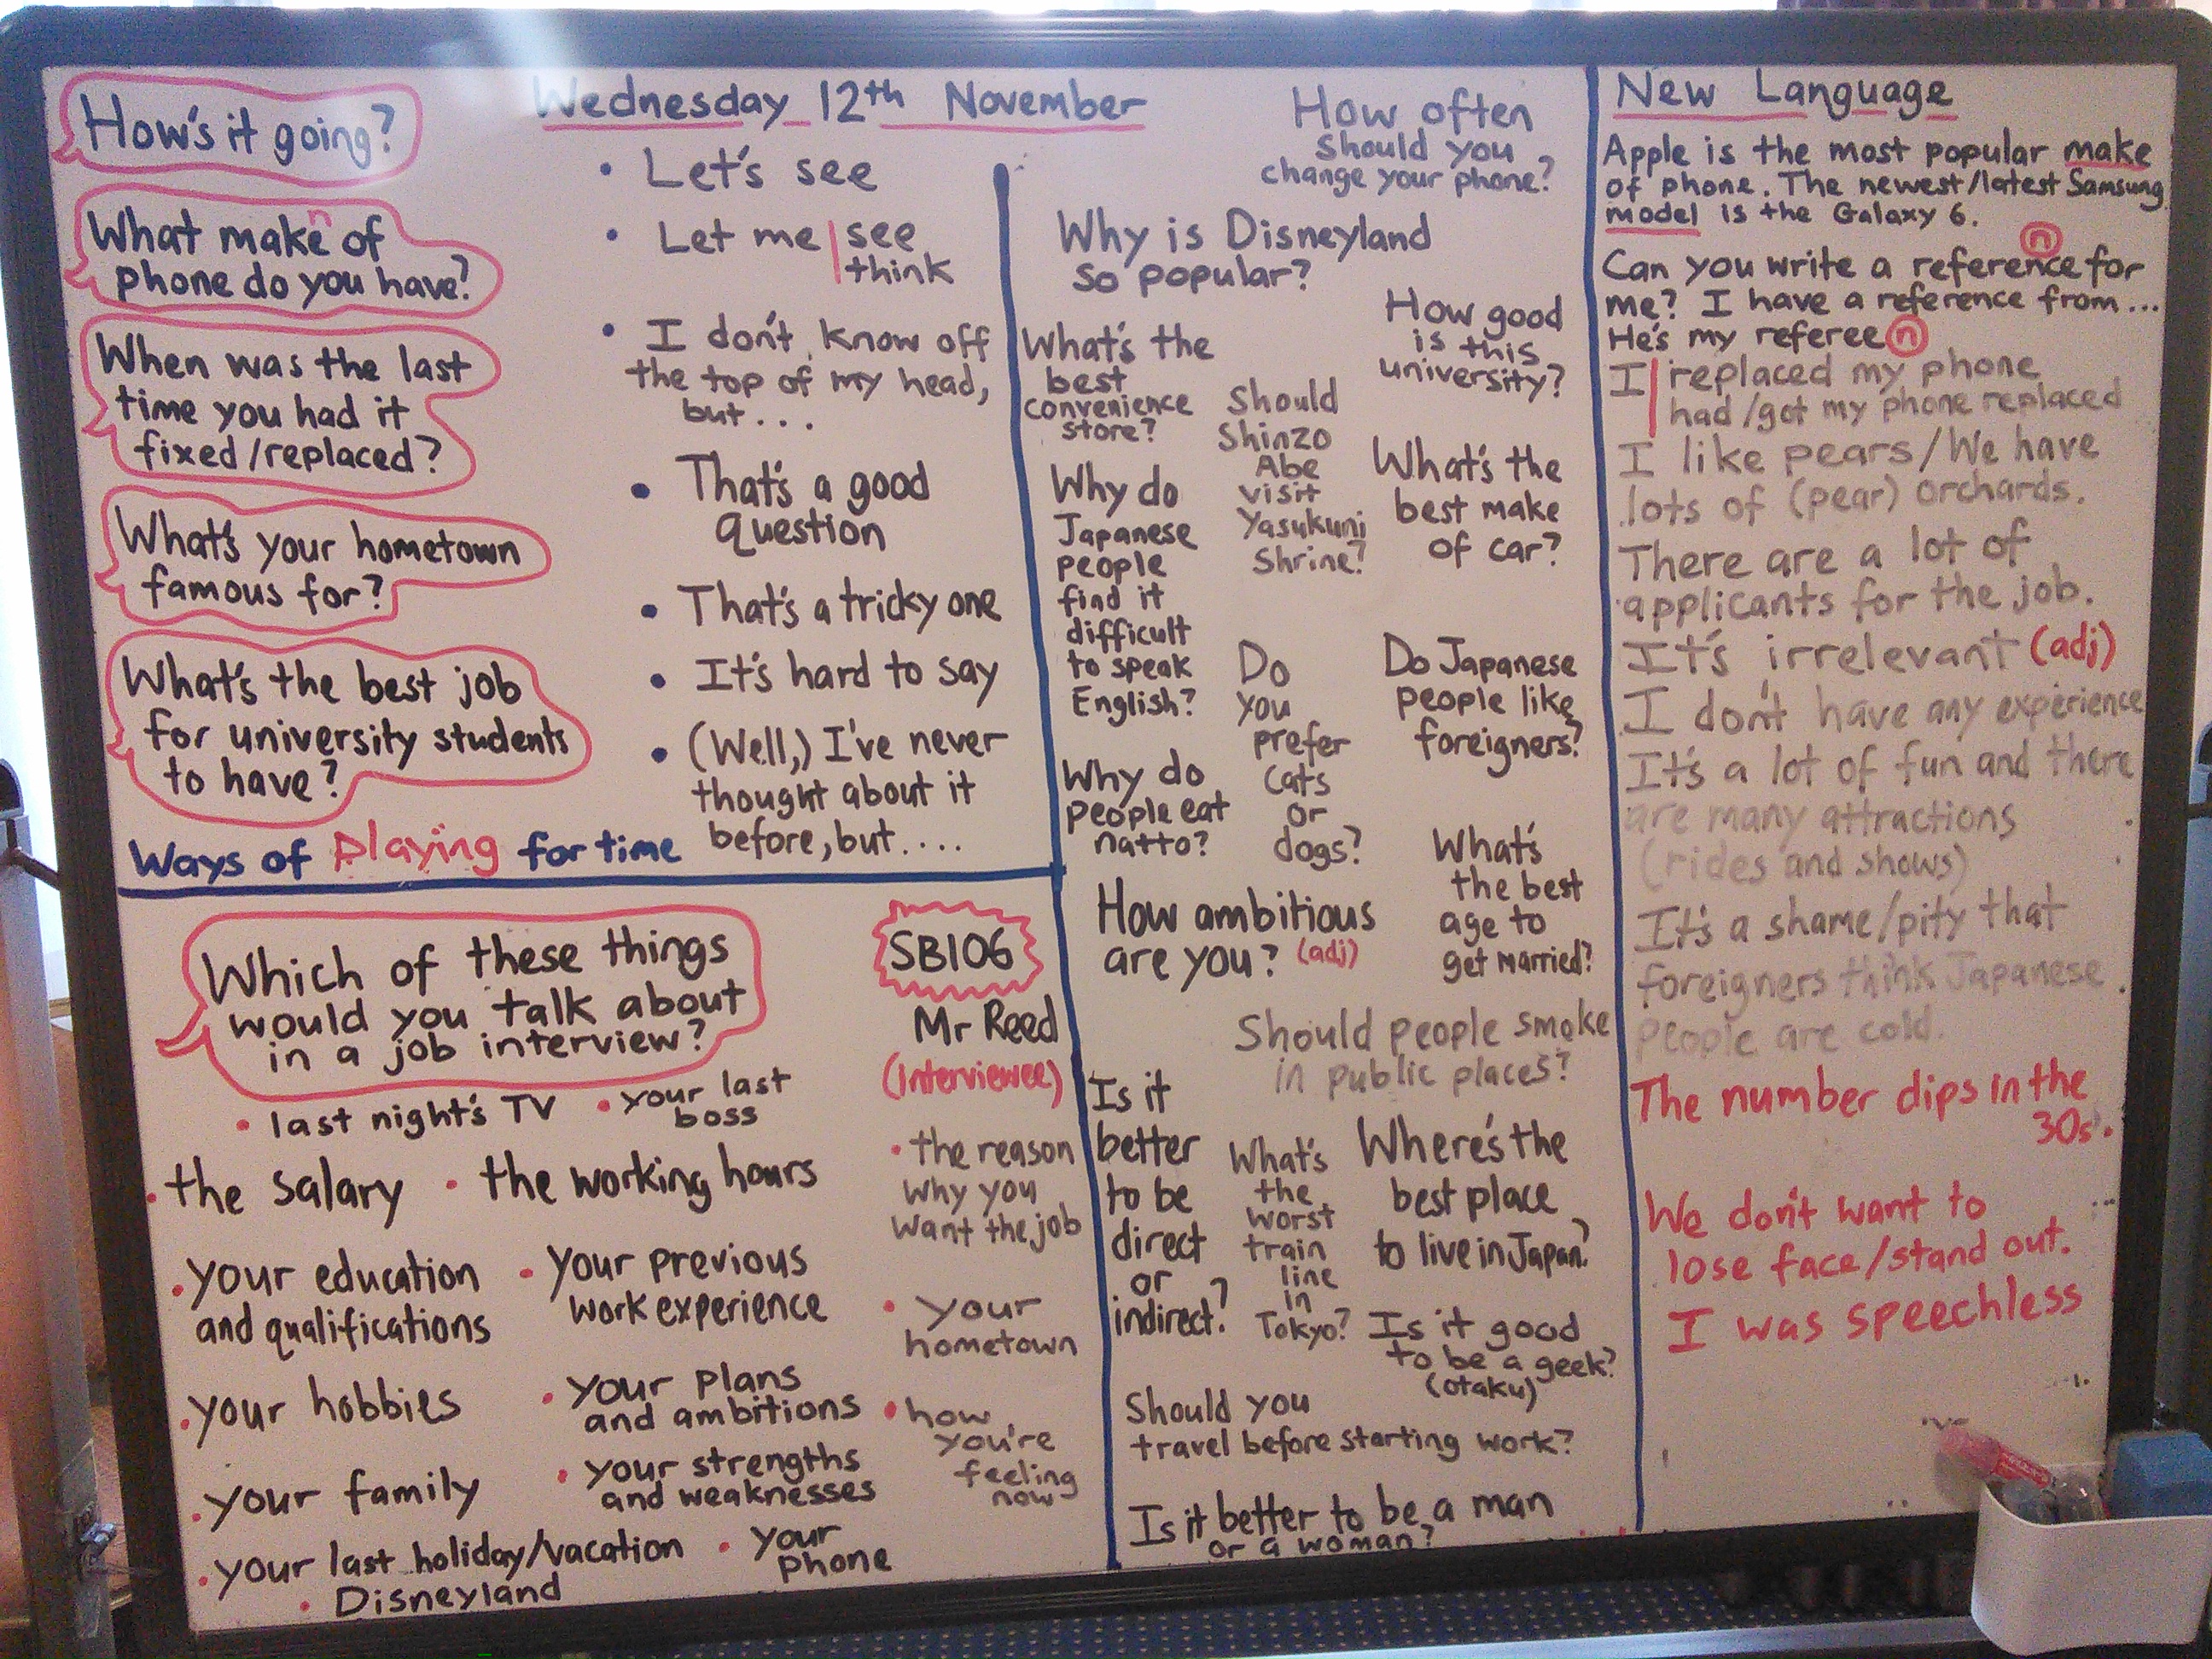 Wednesday 12th November
How's it going?
What make of
n
phone do you have?
When was the last
time you had it
fixed/replaced?
What's your hometown
famous for?
What's the best job
for university students
to have?
• Let's see
• Let me | see
think
• I don't know off
the top of my head,
but...
• That's a good
question
• That's a tricky one
• It's hard to say
• (Well,) I've never
thought about it
before, but....
Ways of playing for time
Which of these things
would you talk about
in a job interview?
SB106
Mr Reed
(interviewee)
• last night's TV
• your last
boss
• the salary
• the working hours
• the reason
why you
want the job
• your education
and qualifications
• your previous
work experience
• your
hometown
• your hobbies
• your plans
and ambitions
• how
you're
feeling
now
• your family
• your strengths
and weaknesses
• your last holiday/vacation
• your
phone
• Disneyland
How often
should you
change your phone?
Why is Disneyland
so popular?
How good
is this
university?
What's the
best
convenience
store?
Should
Shinzo
Abe
visit
Yasukuni
Shrine?
What's the
best make
of car?
Why do
Japanese
people
find it
difficult
to speak
English?
Do
you
prefer
cats
or
dogs?
Do Japanese
people like
foreigners?
Why do
people eat
natto?
What's
the best
age to
get married?
How ambitious
are you? (adj)
Should people smoke
in public places?
Is it
better
to be
direct
or
indirect?
What's
the
worst
train
line
in
Tokyo?
Where's the
best place
to live in Japan?
Is it good
to be a geek?
(otaku)
Should you
travel before starting work?
Is it better to be a man
or a woman?
New Language
Apple is the most popular make
of phone. The newest/latest Samsung
model is the Galaxy 6.
n
Can you write a reference for
me? I have a reference from...
He's my referee n
I | replaced my phone
had/got my phone replaced
I like pears/We have
lots of (pear) orchards.
There are a lot of
applicants for the job.
It's irrelevant (adj)
I don't have any experience
It's a lot of fun and there
are many attractions
(rides and shows)
It's a shame/pity that
foreigners think Japanese
people are cold.
The number dips in the
30s.
We don't want to
lose face/stand out.
I was speechless